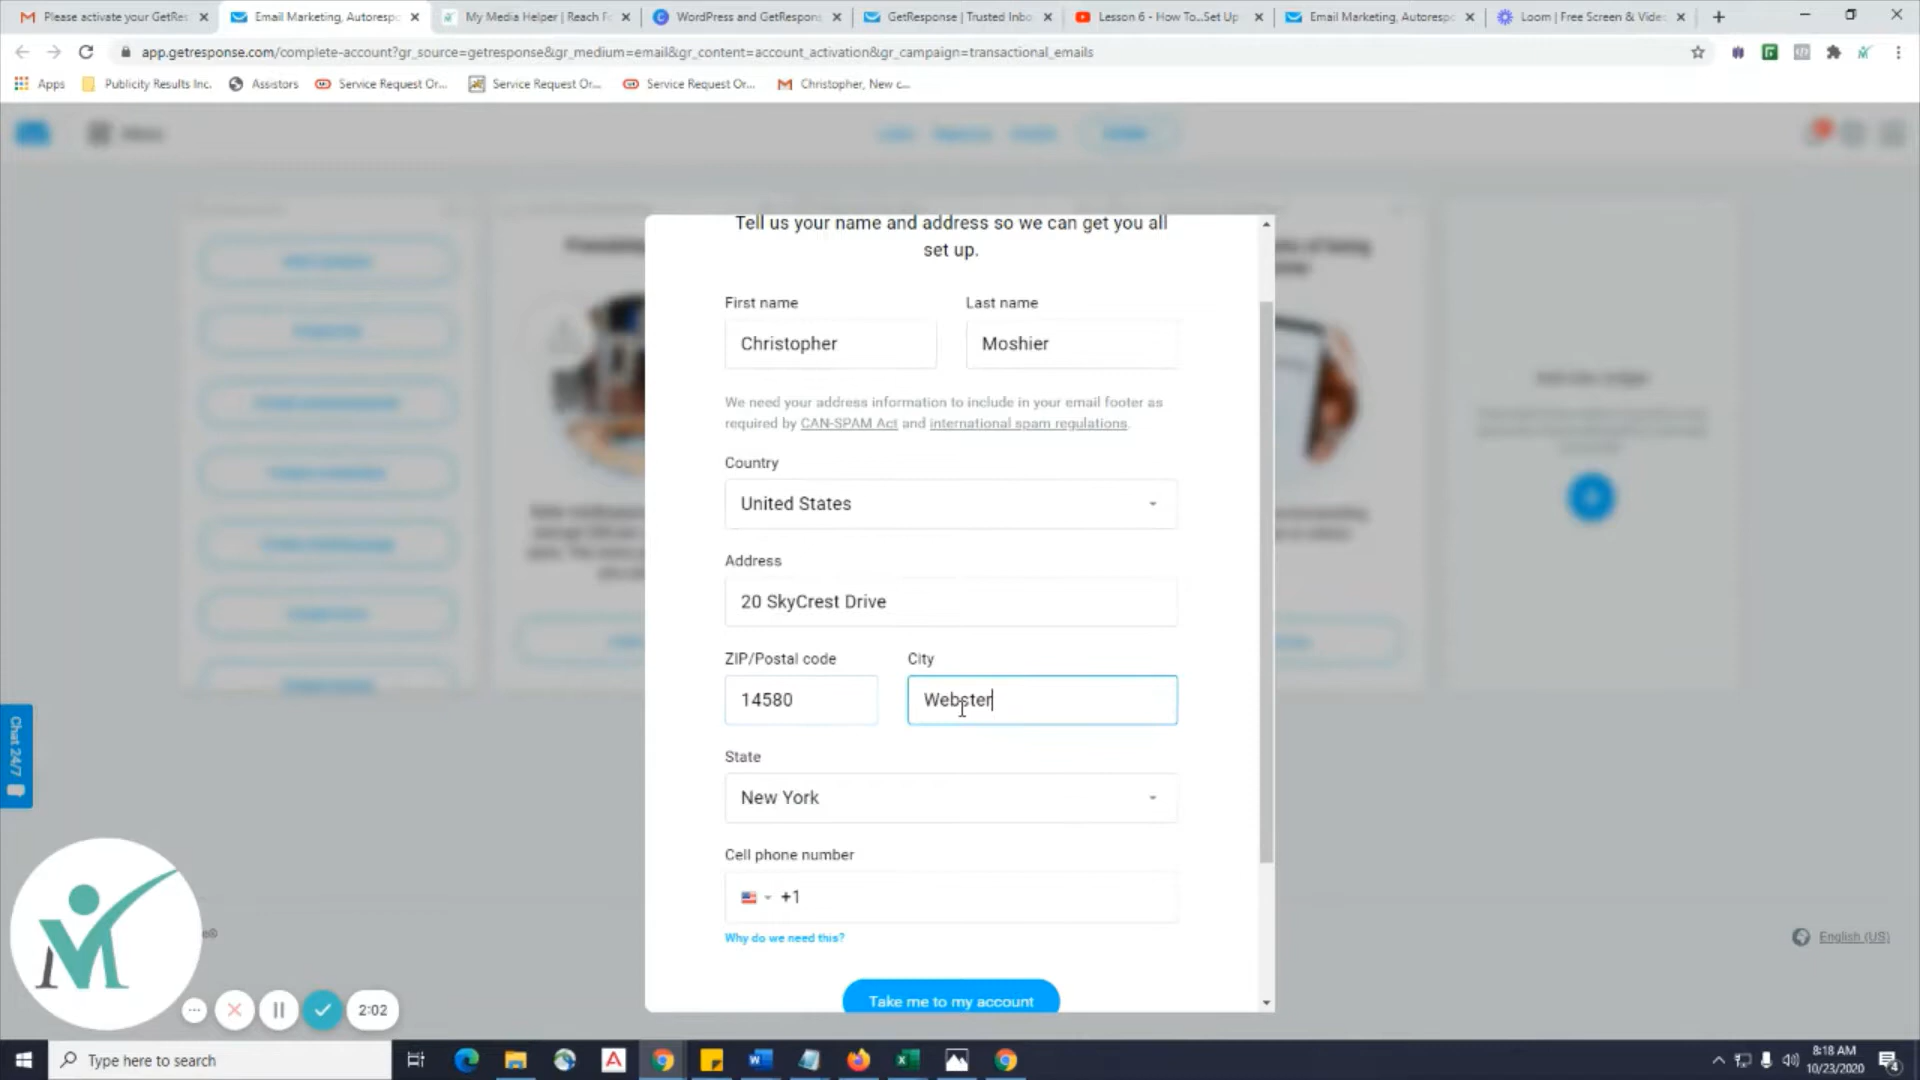 Please activate your GetRes
Email Marketing, Autorespo
My Media Helper | Reach F
WordPress and GetRespons
GetResponse | Trusted Inbo
Lesson 6 - How To...Set Up
Email Marketing, Autorespo
Loom | Free Screen & Video
app.getresponse.com/complete-account?gr_source=getresponse&gr_medium=email&gr_content=account_activation&gr_campaign=transactional_emails
Apps
Publicity Results Inc.
Assistors
Service Request Or...
Service Request Or...
Service Request Or...
Christopher, New c...
Tell us your name and address so we can get you all
set up.
First name
Last name
Christopher
Moshier
We need your address information to include in your email footer as
required by CAN-SPAM Act and international spam regulations.
Country
United States
Address
20 SkyCrest Drive
ZIP/Postal code
City
14580
Webster
State
New York
Cell phone number
+1
Why do we need this?
Take me to my account
Chat 24/7
English (US)
2:02
Type here to search
8:18 AM
10/23/2020
4